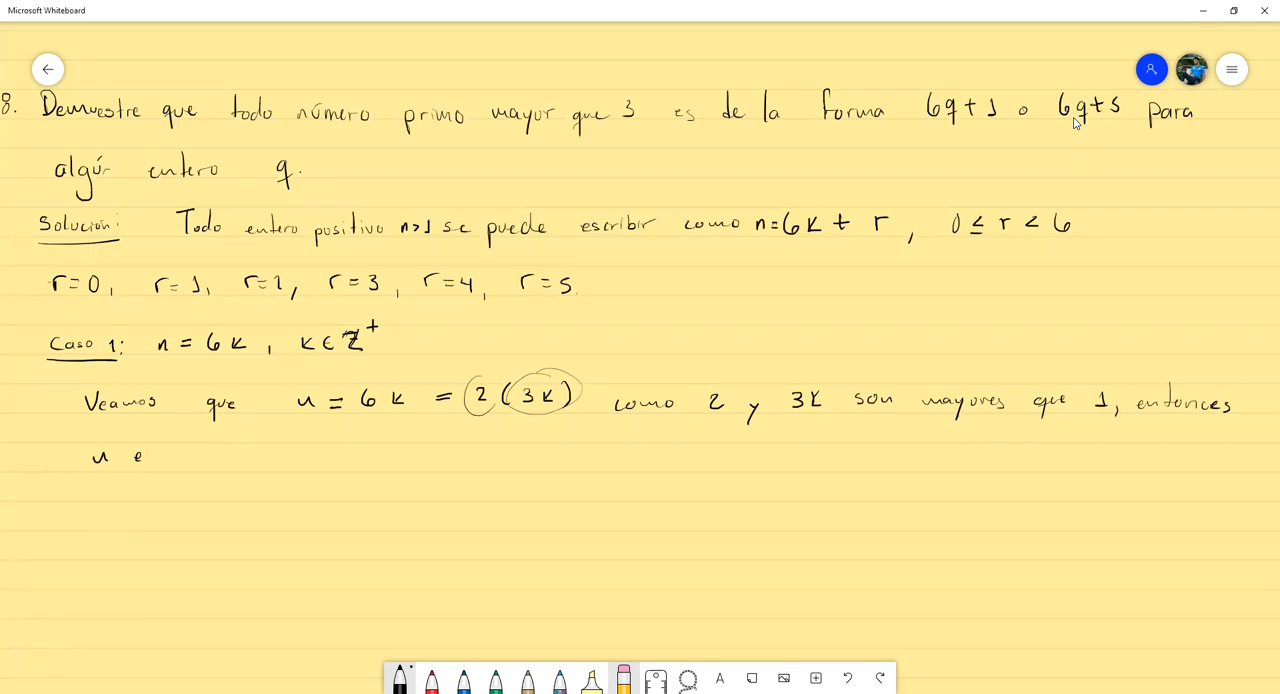 Microsoft Whiteboard
8. Demuestre que todo número primo mayor que 3 es de la forma 6q+1 o 6q+5 para
algún entero q.
Solución: Todo entero positivo n>1 se puede escribir como n=6k + r, 0 ≤ r < 6
r=0, r=1, r=2, r=3, r=4, r=5.
Caso 1: n = 6k, k ∈ Z⁺
Veamos que n = 6k = 2(3k) como 2 y 3k son mayores que 1, entonces
n e
A